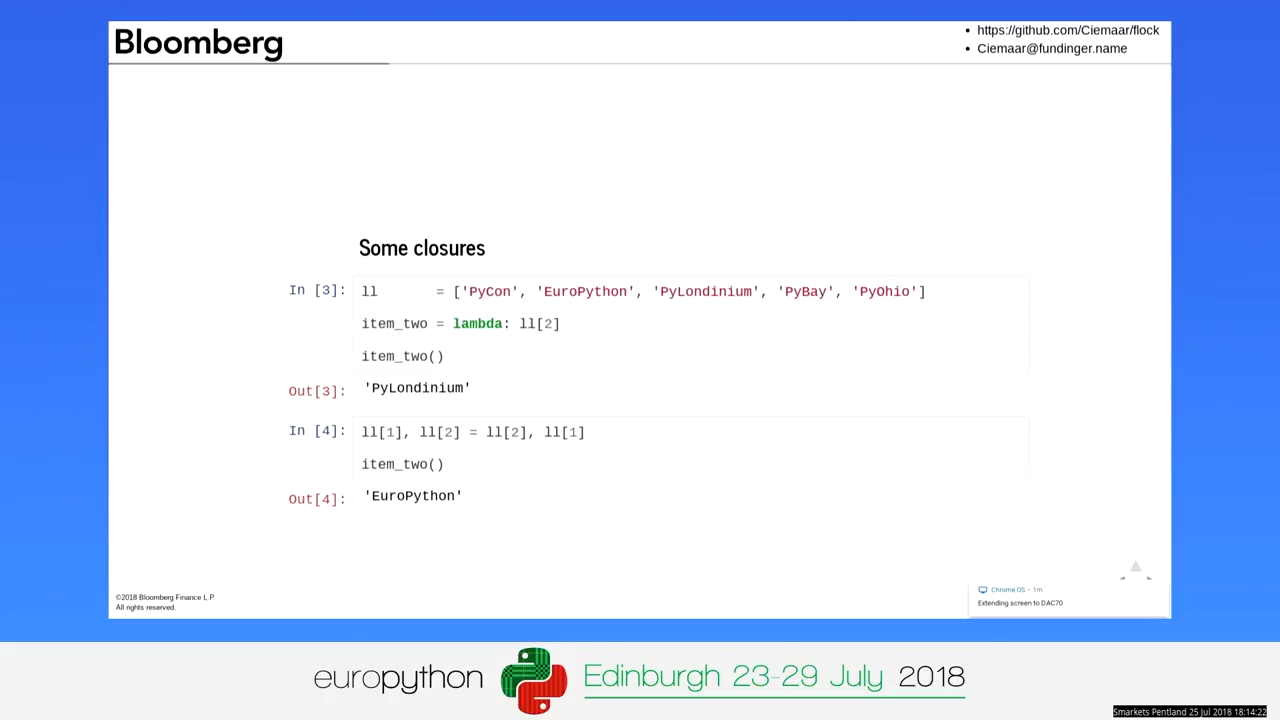 Bloomberg
• https://github.com/Ciemaar/flock
• Ciemaar@fundinger.name
Some closures
In [3]: ll       = ['PyCon', 'EuroPython', 'PyLondinium', 'PyBay', 'PyOhio']
item_two = lambda: ll[2]
item_two()
Out[3]: 'PyLondinium'
In [4]: ll[1], ll[2] = ll[2], ll[1]
item_two()
Out[4]: 'EuroPython'
Chrome OS • 1m
Extending screen to DAC70
©2018 Bloomberg Finance L.P
All rights reserved.
europython Edinburgh 23-29 July 2018
Smarkets Pentland 25 Jul 2018 18:14:22